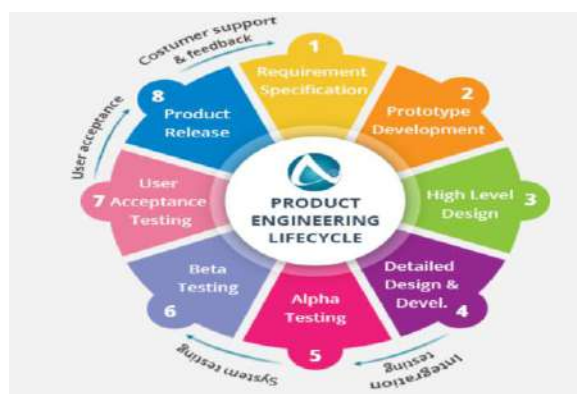 Costumer support
& feedback
1
Requirement
Specification
2
Prototype
Development
High Level
Design
3
Detailed
Design &
Devel.
4
Integration
testing
Alpha
Testing
5
System testing
Beta
Testing
6
User
7 Acceptance
Testing
User acceptance
8
Product
Release
PRODUCT
ENGINEERING
LIFECYCLE